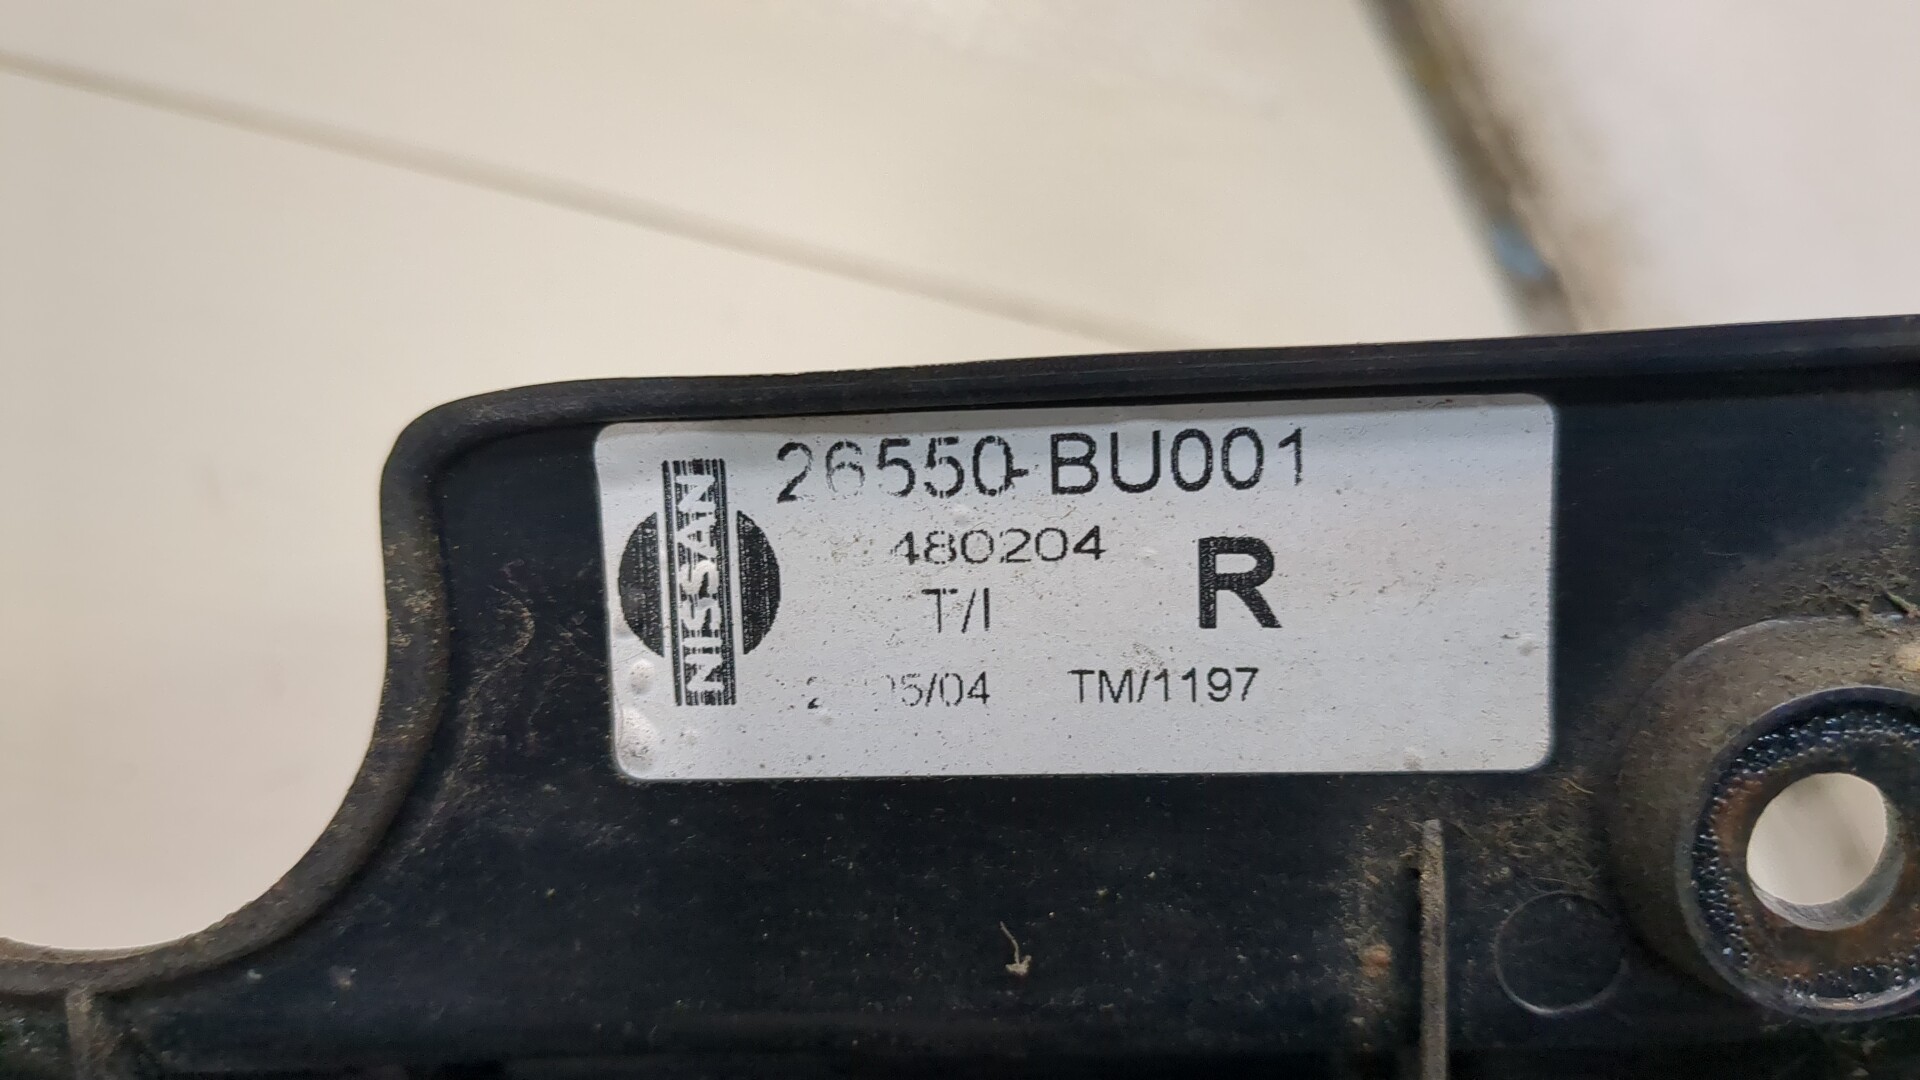 26550-BU001
NISSAN
480204
R
T/I
TM/1197